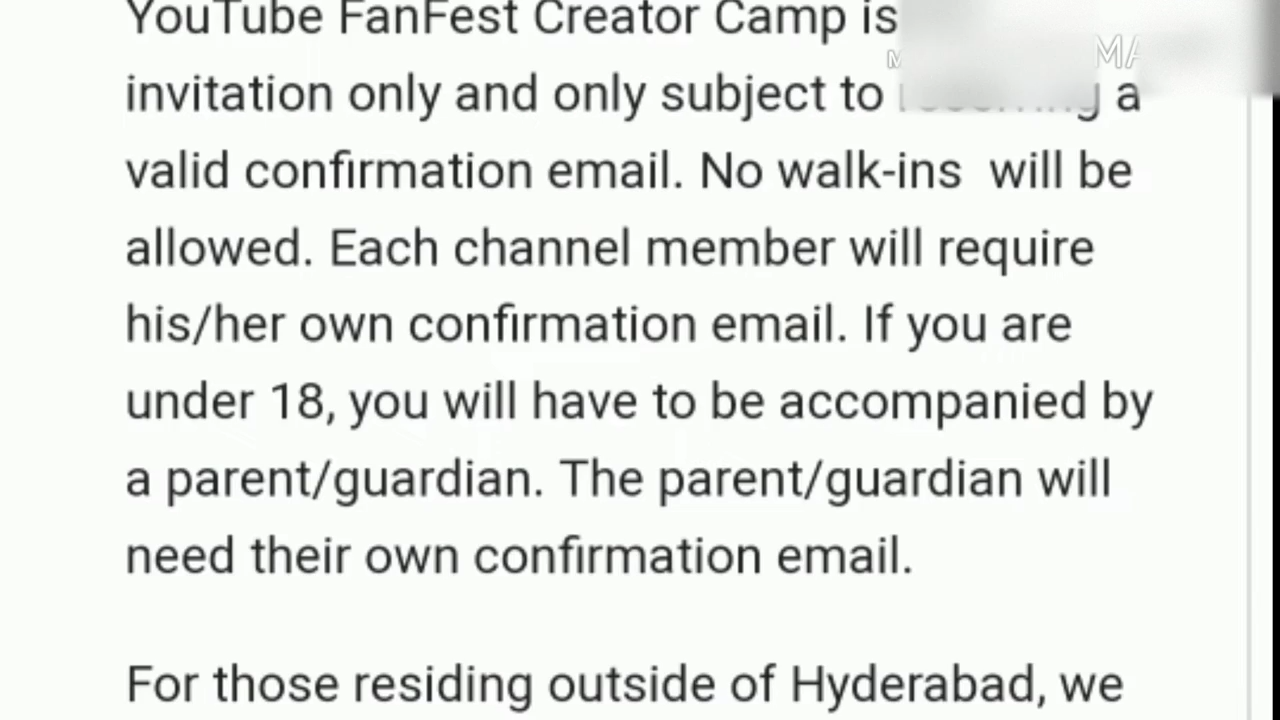 YouTube FanFest Creator Camp is
invitation only and only subject to a
valid confirmation email. No walk-ins  will be
allowed. Each channel member will require
his/her own confirmation email. If you are
under 18, you will have to be accompanied by
a parent/guardian. The parent/guardian will
need their own confirmation email.
For those residing outside of Hyderabad, we